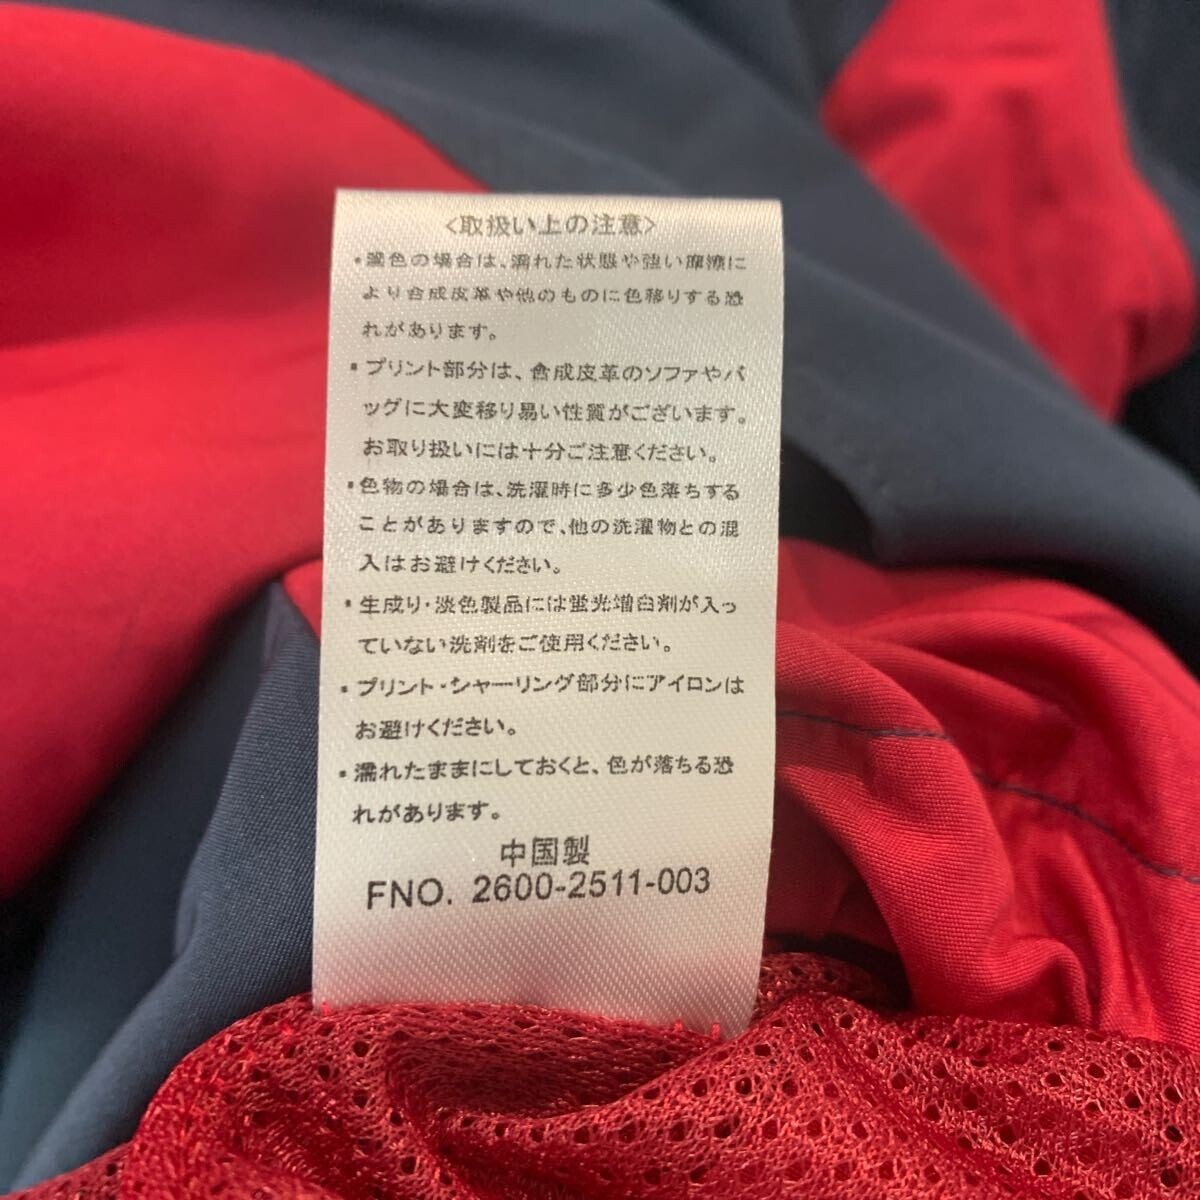 <取扱い上の注意>
・濃色の場合は、濡れた状態や強い摩擦に
より合成皮革や他のものに色移りする恐
れがあります。
・プリント部分は、合成皮革のソファやバ
ッグに大変移り易い性質がございます。
お取り扱いには十分ご注意ください。
・色物の場合は、洗濯時に多少色落ちする
ことがありますので、他の洗濯物との混
入はお避けください。
・生成り・淡色製品には蛍光増白剤が入っ
ていない洗剤をご使用ください。
・プリント・シャーリング部分にアイロンは
お避けください。
・濡れたままにしておくと、色が落ちる恐
れがあります。
中国製
FNO. 2600-2511-003